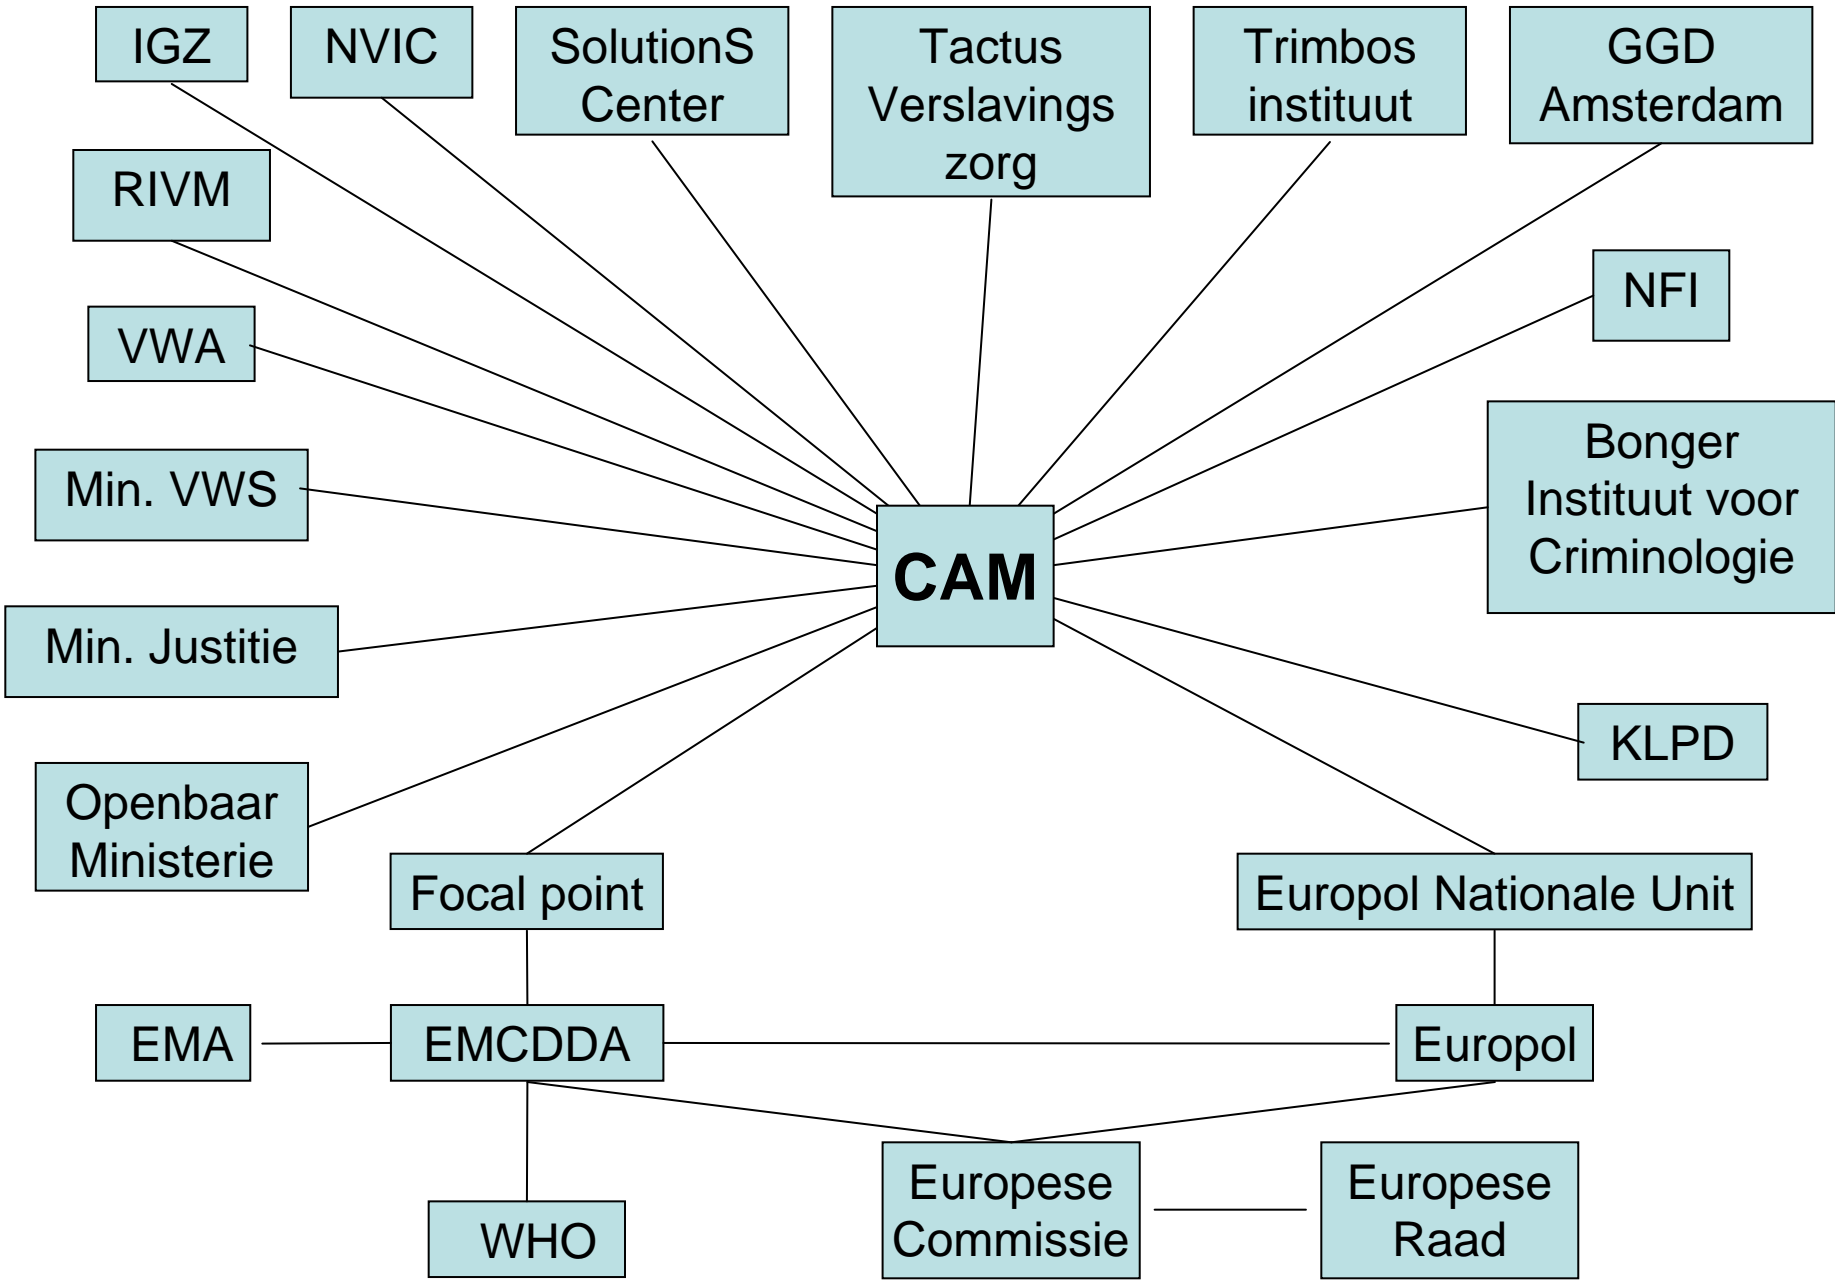 IGZ
NVIC
SolutionS
Center
Tactus
Verslavings
zorg
Trimbos
instituut
GGD
Amsterdam
RIVM
NFI
VWA
Bonger
Instituut voor
Criminologie
Min. VWS
CAM
Min. Justitie
KLPD
Openbaar
Ministerie
Focal point
Europol Nationale Unit
EMA
EMCDDA
Europol
WHO
Europese
Commissie
Europese
Raad